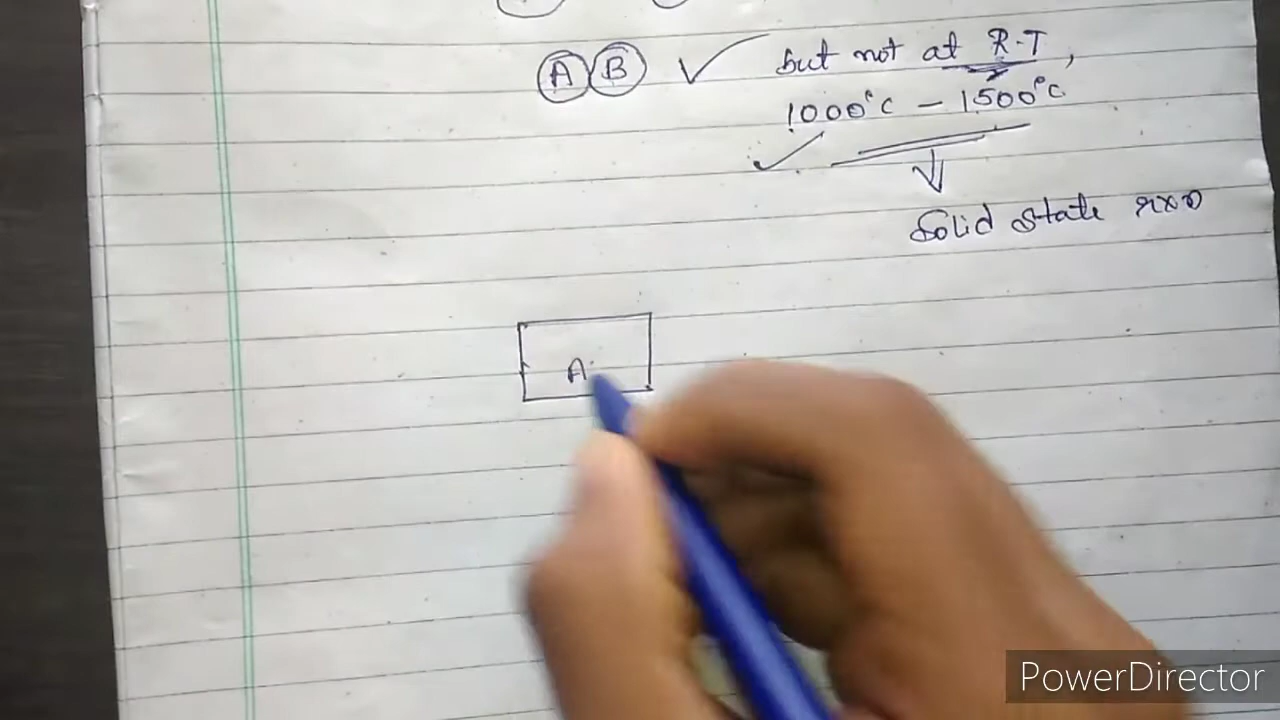 A B ✓ but not at R.T,
1000°C - 1500°C
Solid state rxn
A
PowerDirector